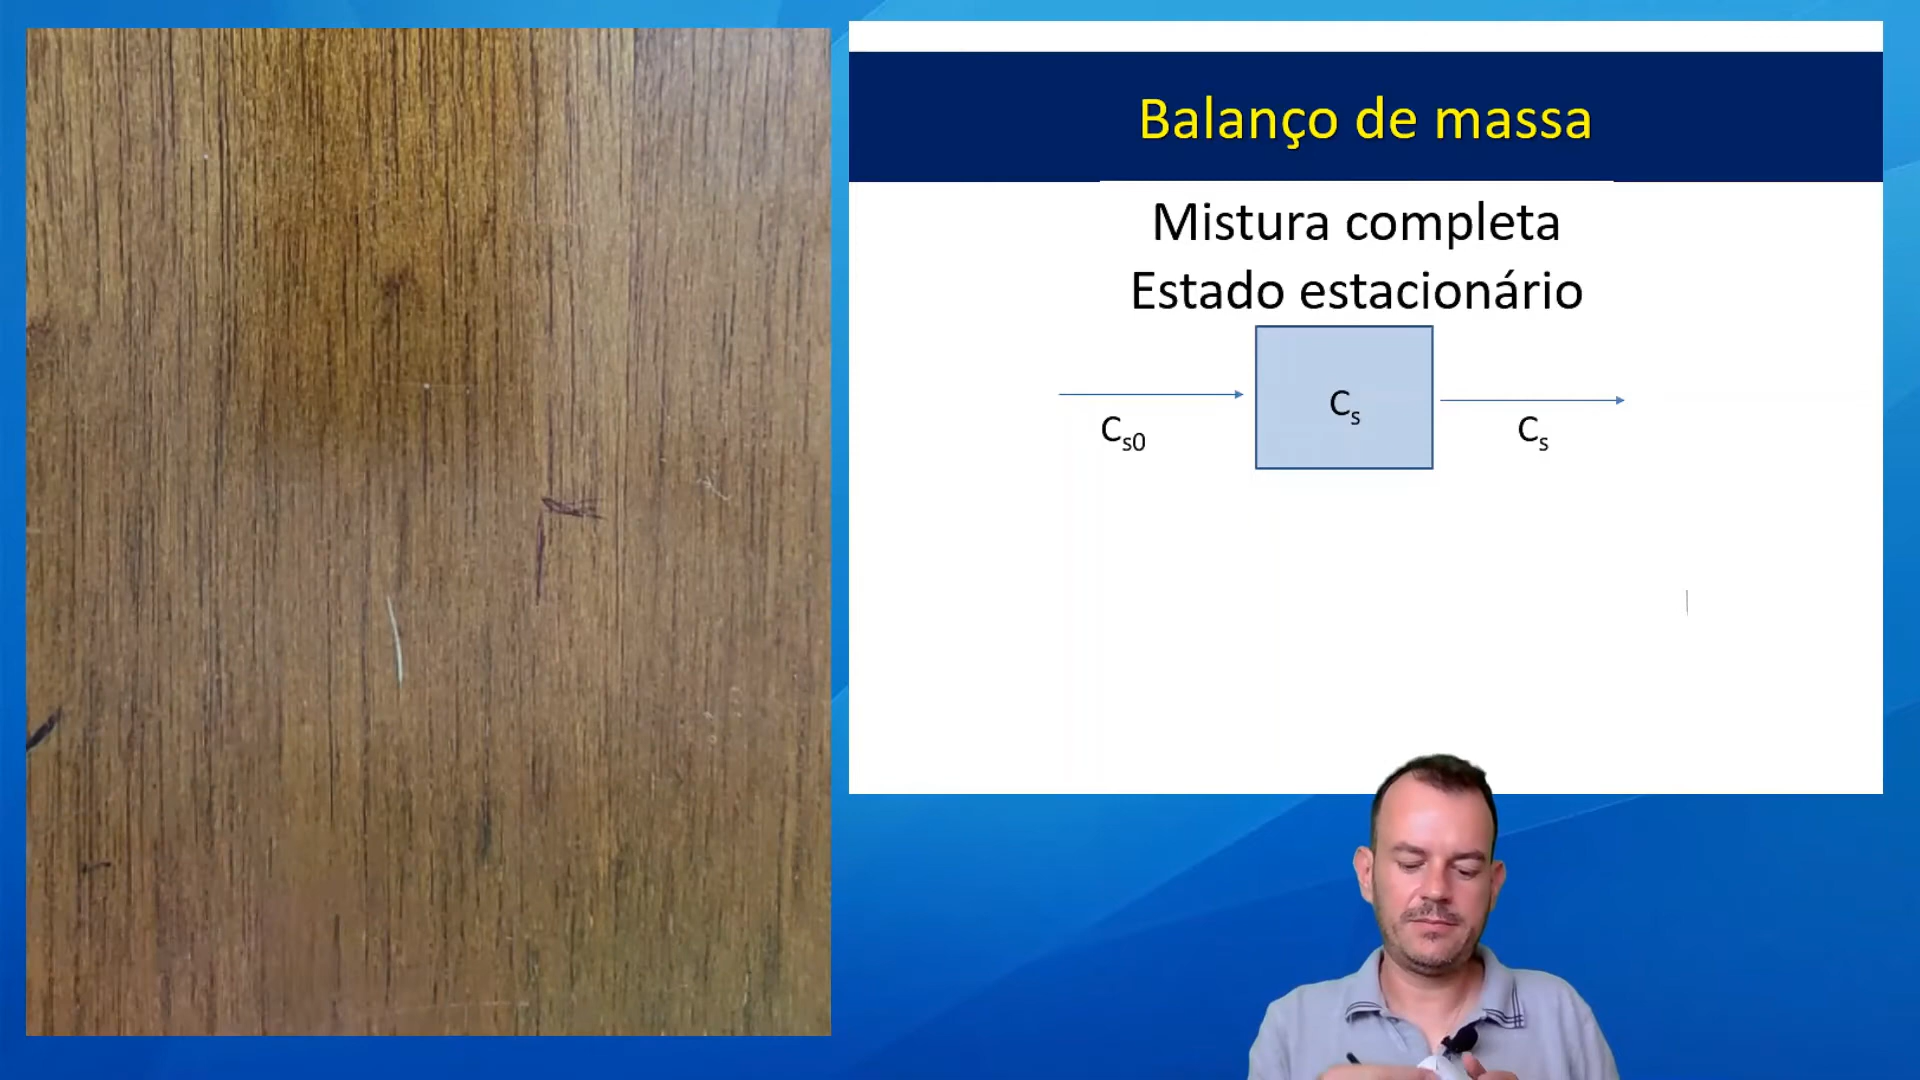 Balanço de massa
Mistura completa
Estado estacionário
Cs
Cs0
Cs